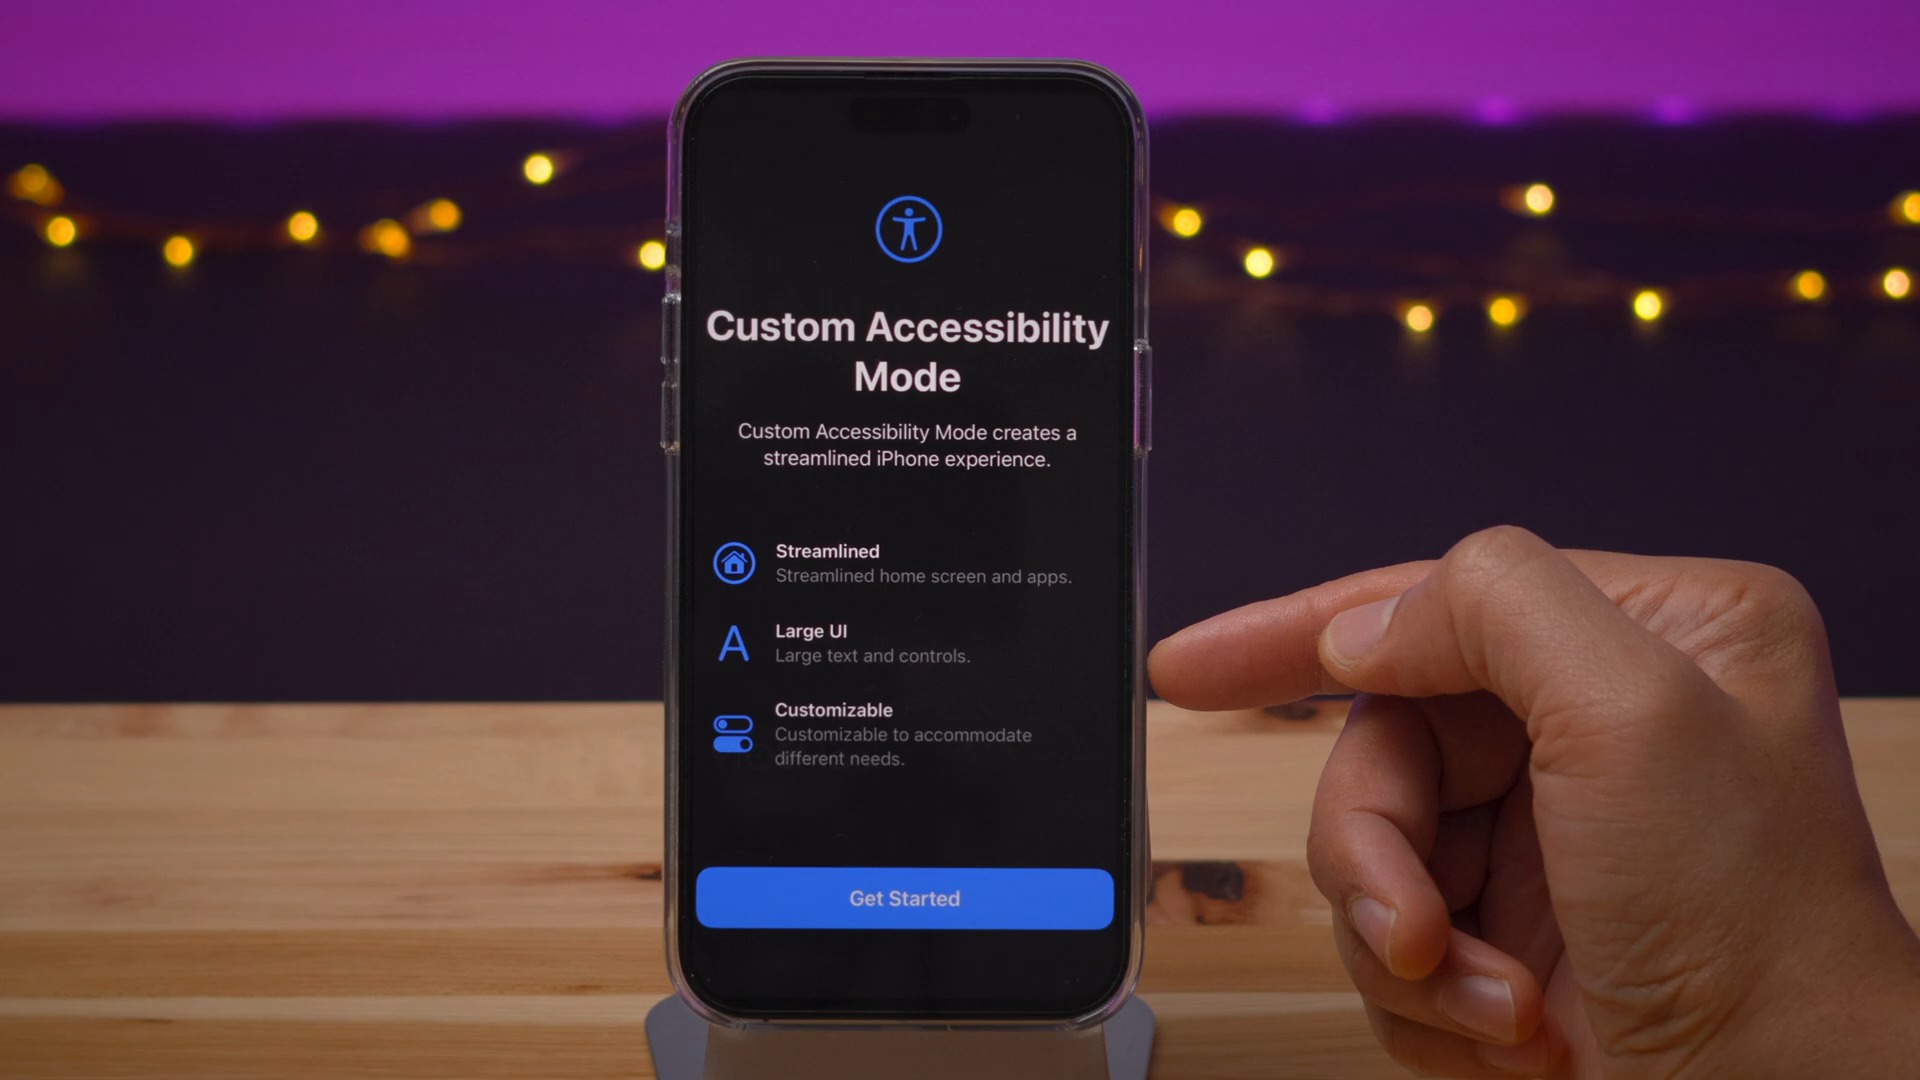 Custom Accessibility
Mode
Custom Accessibility Mode creates a
streamlined iPhone experience.
Streamlined
Streamlined home screen and apps.
Large UI
Large text and controls.
Customizable
Customizable to accommodate
different needs.
Get Started